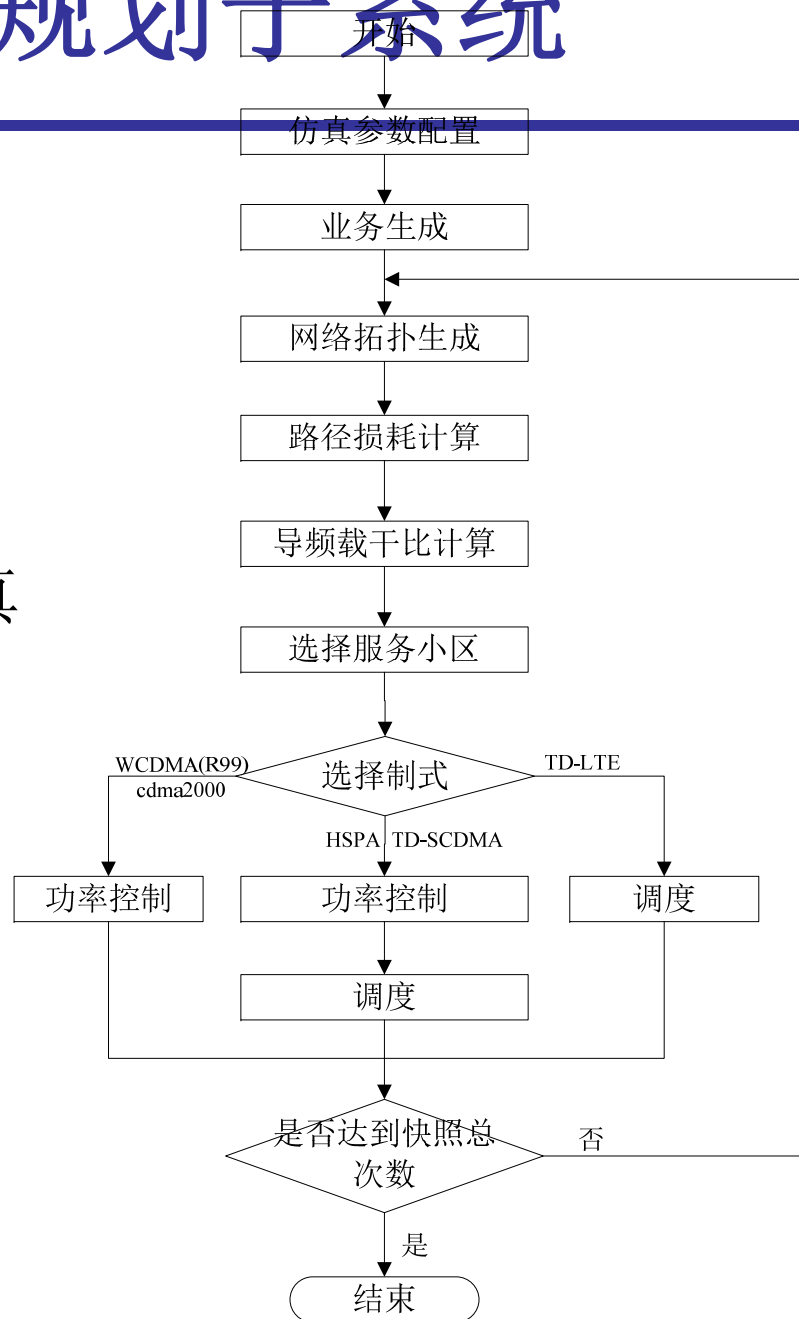 规划子系统
开始
仿真参数配置
业务生成
网络拓扑生成
路径损耗计算
导频载干比计算
真
选择服务小区
WCDMA(R99)
cdma2000
选择制式
TD-LTE
HSPA TD-SCDMA
功率控制
功率控制
调度
调度
是否达到快照总
次数
否
是
结束